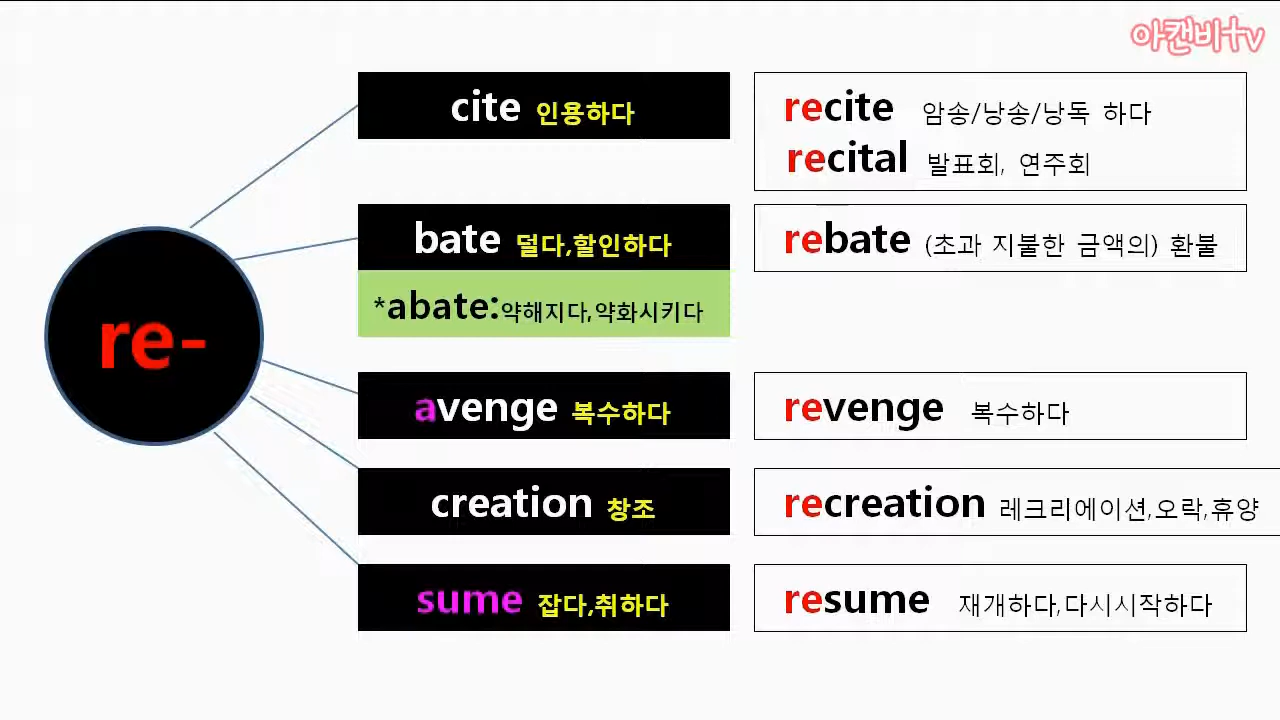 아캔비tv
cite 인용하다
recite 암송/낭송/낭독 하다
recital 발표회, 연주회
bate 덜다,할인하다
rebate (초과 지불한 금액의) 환불
*abate:약해지다,약화시키다
re-
avenge 복수하다
revenge 복수하다
creation 창조
recreation 레크리에이션,오락,휴양
sume 잡다,취하다
resume 재개하다,다시시작하다